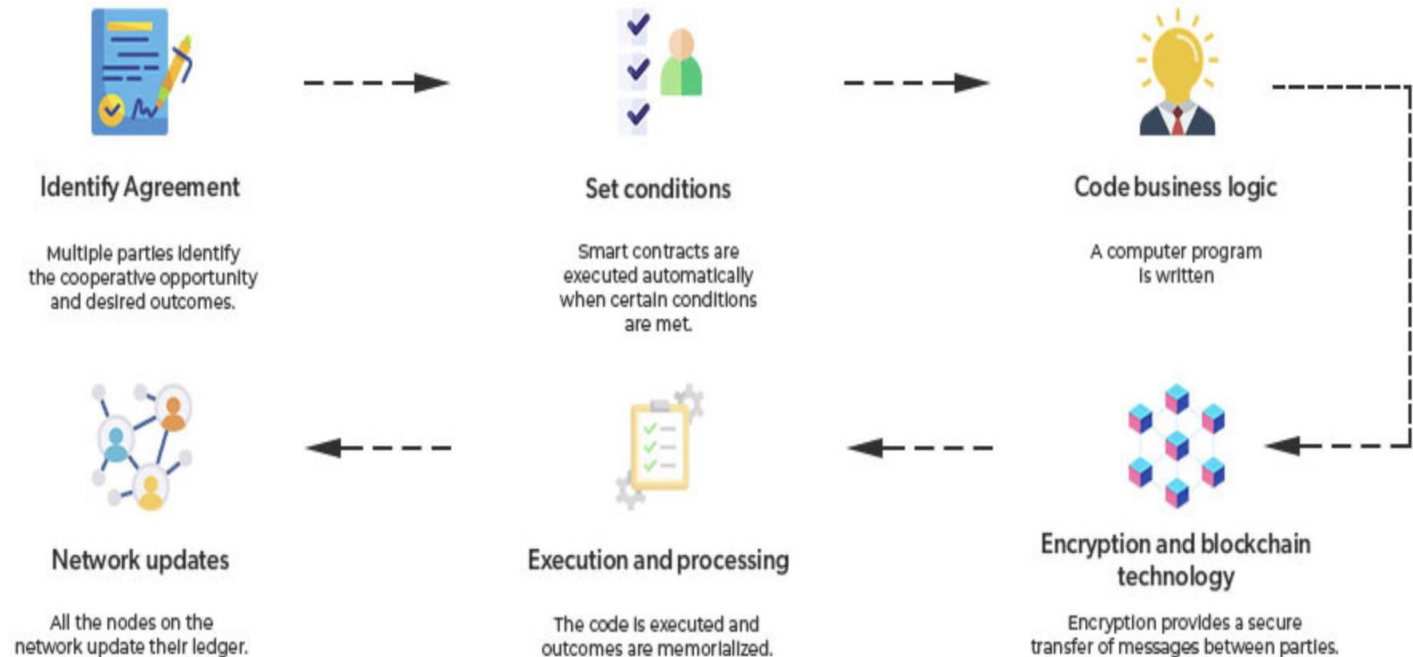 Identify Agreement
Multiple parties identify
the cooperative opportunity
and desired outcomes.
Set conditions
Smart contracts are
executed automatically
when certain conditions
are met.
Code business logic
A computer program
is written
Encryption and blockchain
technology
Encryption provides a secure
transfer of messages between parties.
Execution and processing
The code is executed and
outcomes are memorialized.
Network updates
All the nodes on the
network update their ledger.